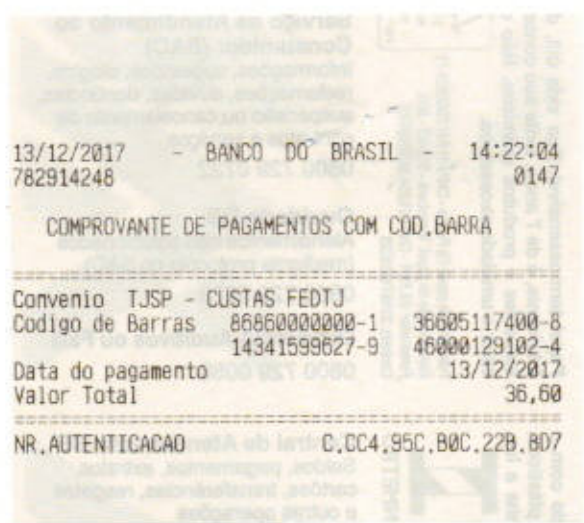 13/12/2017 - BANCO DO BRASIL - 14:22:04
782914248 0147
COMPROVANTE DE PAGAMENTOS COM COD.BARRA
Convenio TJSP - CUSTAS FEDTJ
Codigo de Barras 86860000000-1 36605117400-8
14341599627-9 46000129102-4
Data do pagamento 13/12/2017
Valor Total 36,60
NR.AUTENTICACAO C.CC4.95C.B0C.22B.8D7